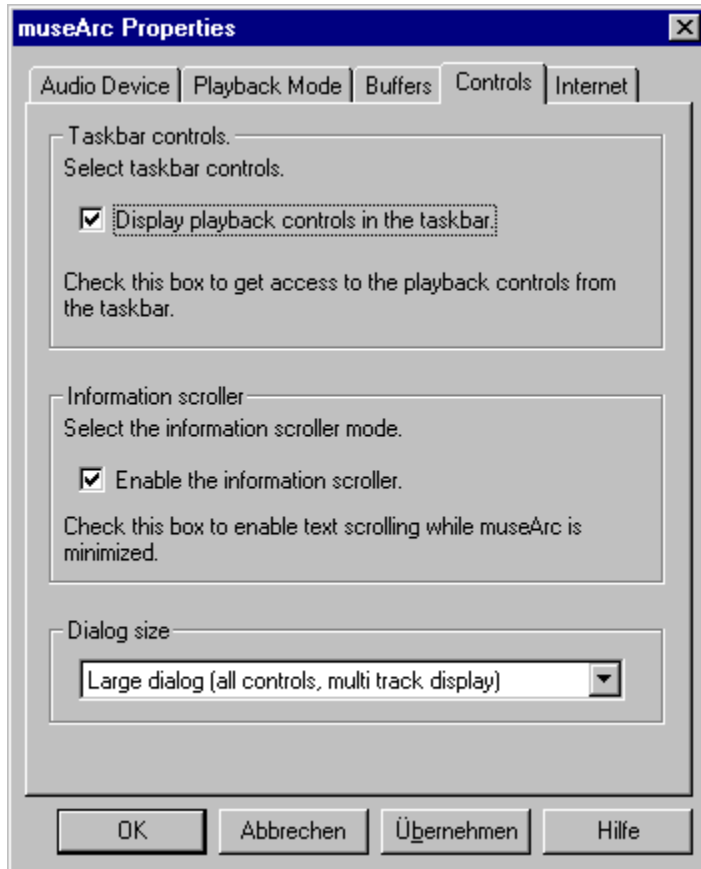 museArc Properties
Audio Device Playback Mode Buffers Controls Internet
Taskbar controls.
Select taskbar controls.
Display playback controls in the taskbar.
Check this box to get access to the playback controls from
the taskbar.
Information scroller
Select the information scroller mode.
Enable the information scroller.
Check this box to enable text scrolling while museArc is
minimized.
Dialog size
Large dialog (all controls, multi track display)
OK Abbrechen Übernehmen Hilfe